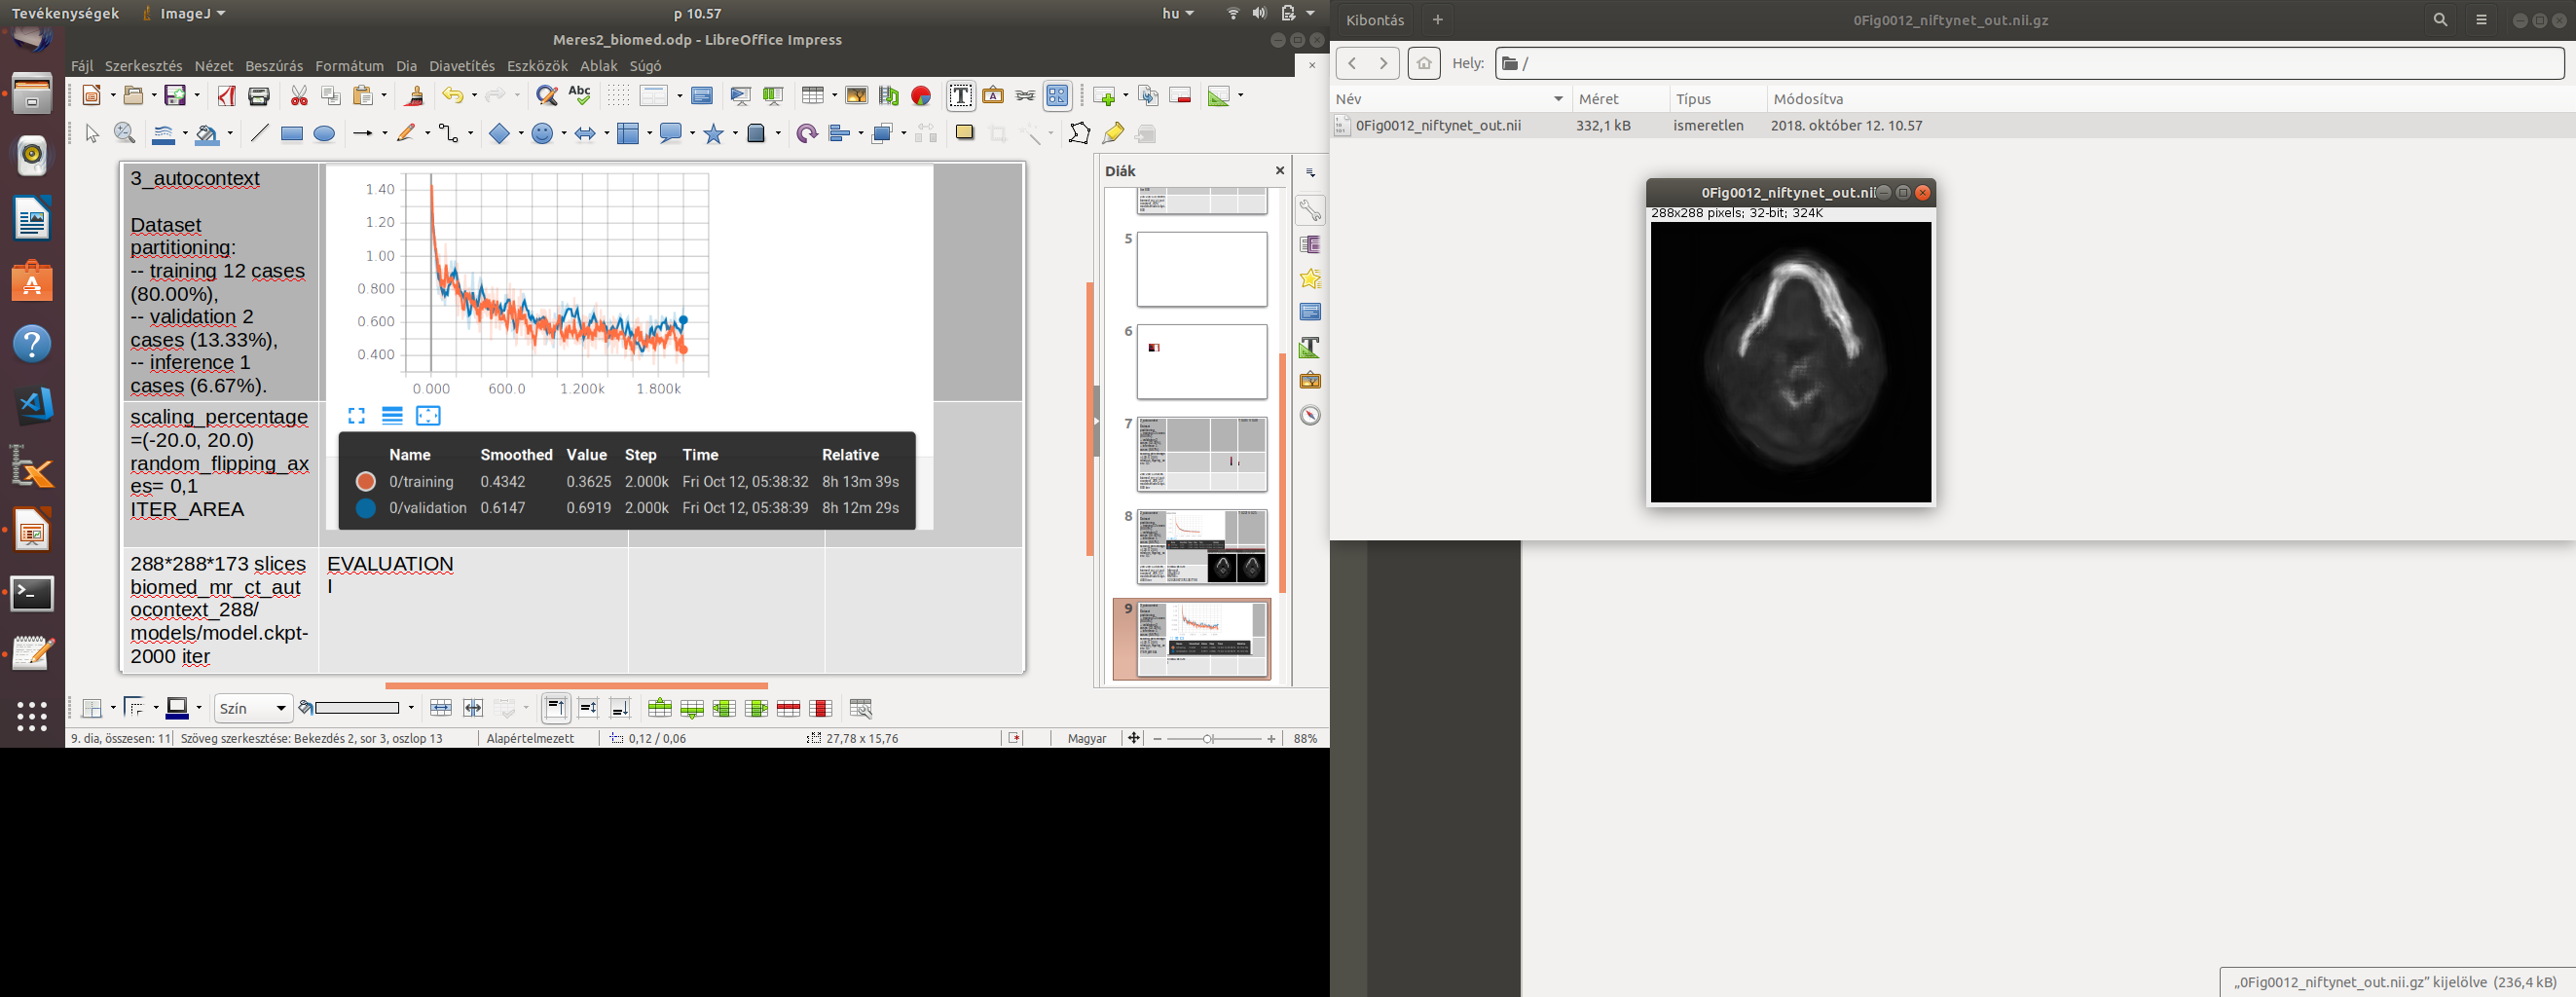 Tevékenységek
ImageJ
p 10.57
hu
Meres2_biomed.odp - LibreOffice Impress
Fájl Szerkesztés Nézet Beszúrás Formátum Dia Diavetítés Eszközök Ablak Súgó
3_autocontext
Dataset
partitioning:
-- training 12 cases
(80.00%),
-- validation 2
cases (13.33%),
-- inference 1
cases (6.67%).
scaling_percentage
=(-20.0, 20.0)
random_flipping_ax
es= 0,1
ITER_AREA
288*288*173 slices
biomed_mr_ct_aut
ocontext_288/
models/model.ckpt-
2000 iter
1.40
1.20
1.00
0.800
0.600
0.400
0.000 600.0 1.200k 1.800k
Name Smoothed Value Step Time Relative
0/training 0.4342 0.3625 2.000k Fri Oct 12, 05:38:32 8h 13m 39s
0/validation 0.6147 0.6919 2.000k Fri Oct 12, 05:38:39 8h 12m 29s
EVALUATION
l
Diák
5
6
7
8
9
Szín
9. dia, összesen: 11
Szöveg szerkesztése: Bekezdés 2, sor 3, oszlop 13
Alapértelmezett
0,12 / 0,06
27,78 x 15,76
Magyar
88%
Kibontás
0Fig0012_niftynet_out.nii.gz
Hely: /
Név Méret Típus Módosítva
0Fig0012_niftynet_out.nii 332,1 kB ismeretlen 2018. október 12. 10.57
0Fig0012_niftynet_out.nii
288x288 pixels; 32-bit; 324K
„0Fig0012_niftynet_out.nii.gz” kijelölve (236,4 kB)